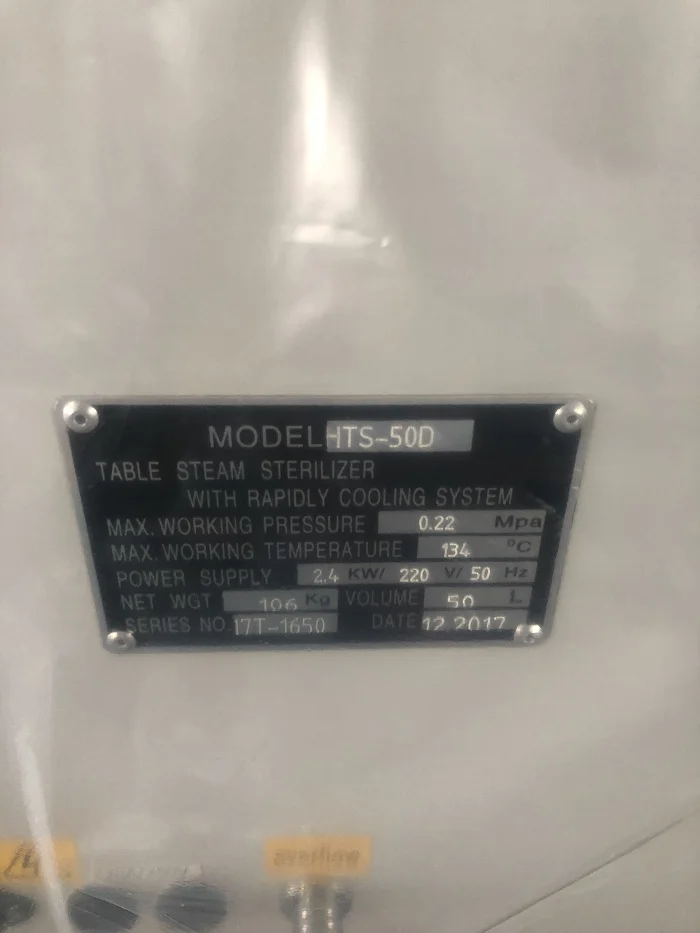 MODEL HTS-50D
TABLE STEAM STERILIZER
WITH RAPIDLY COOLING SYSTEM
MAX. WORKING PRESSURE 0.22 Mpa
MAX. WORKING TEMPERATURE 134 °C
POWER SUPPLY 2.4 KW/ 220 V/ 50 Hz
NET WGT 106 Kg VOLUME 50 L
SERIES NO. 17T-1650 DATE 12.2017
overflow